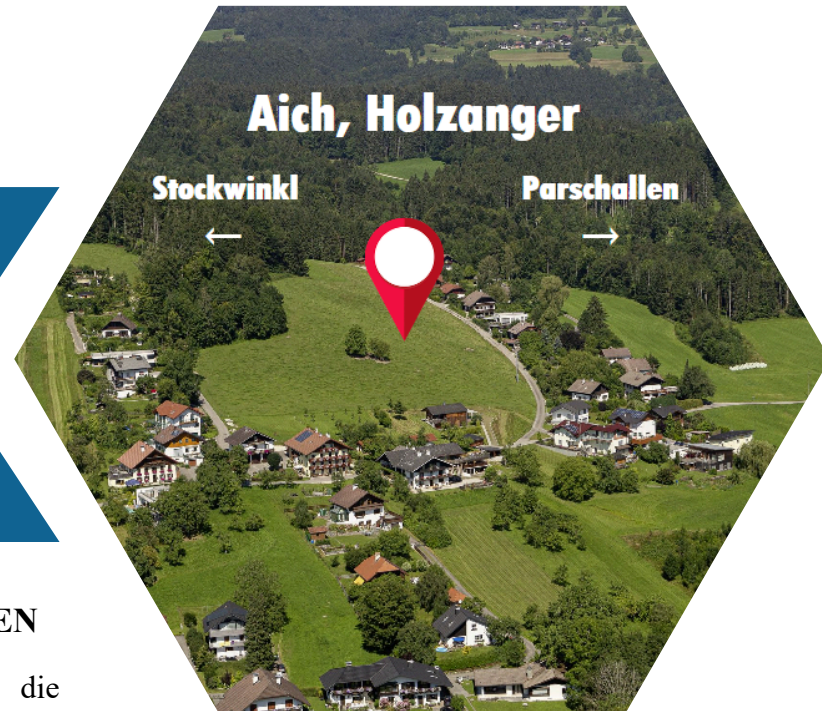 Aich, Holzanger
Stockwinkl Parschallen
← →
EN
die